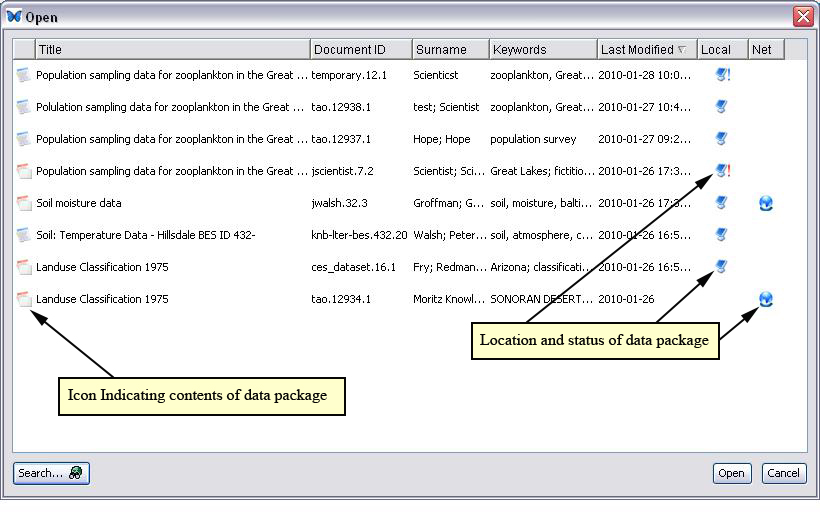 Open
Title Document ID Surname Keywords Last Modified Local Net
Population sampling data for zooplankton in the Great ... temporary.12.1 Scienticst zooplankton, Great... 2010-01-28 10:0... !
Polulation sampling data for zooplankton in the Great ... tao.12938.1 test; Scientist zooplankton, Great... 2010-01-27 10:4...
Population sampling data for zooplankton in the Great ... tao.12937.1 Hope; Hope population survey 2010-01-27 09:2...
Population sampling data for zooplankton in the Great ... jscientist.7.2 Scientist; Sci... Great Lakes; fictitio... 2010-01-26 17:3... !
Soil moisture data jwalsh.32.3 Groffman; G... soil, moisture, balti... 2010-01-26 17:3...
Soil: Temperature Data - Hillsdale BES ID 432- knb-lter-bes.432.20 Walsh; Peter... soil, atmosphere, c... 2010-01-26 16:5...
Landuse Classification 1975 ces_dataset.16.1 Fry; Redman... Arizona; classificati... 2010-01-26 16:5...
Landuse Classification 1975 tao.12934.1 Moritz Knowl... SONORAN DESERT... 2010-01-26
Location and status of data package
Icon Indicating contents of data package
Search... Open Cancel